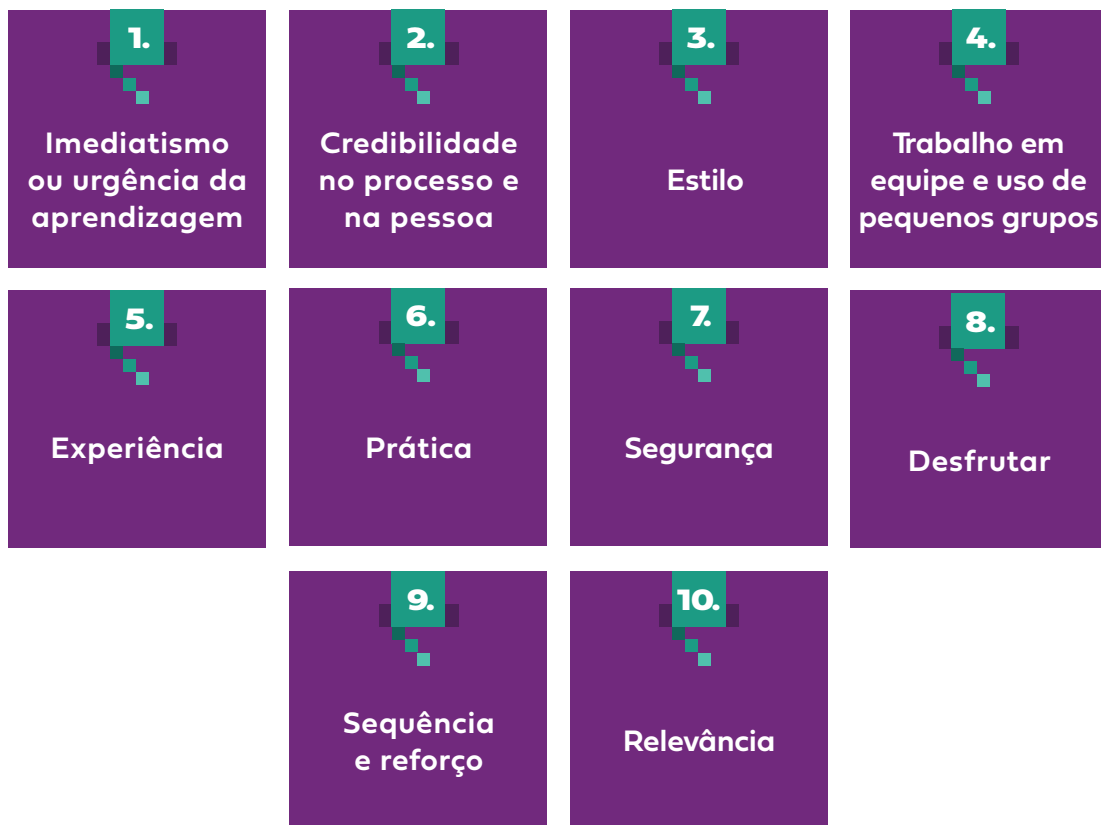 1.
Imediatismo
ou urgência da
aprendizagem
2.
Credibilidade
no processo e
na pessoa
3.
Estilo
4.
Trabalho em
equipe e uso de
pequenos grupos
5.
Experiência
6.
Prática
7.
Segurança
8.
Desfrutar
9.
Sequência
e reforço
10.
Relevância